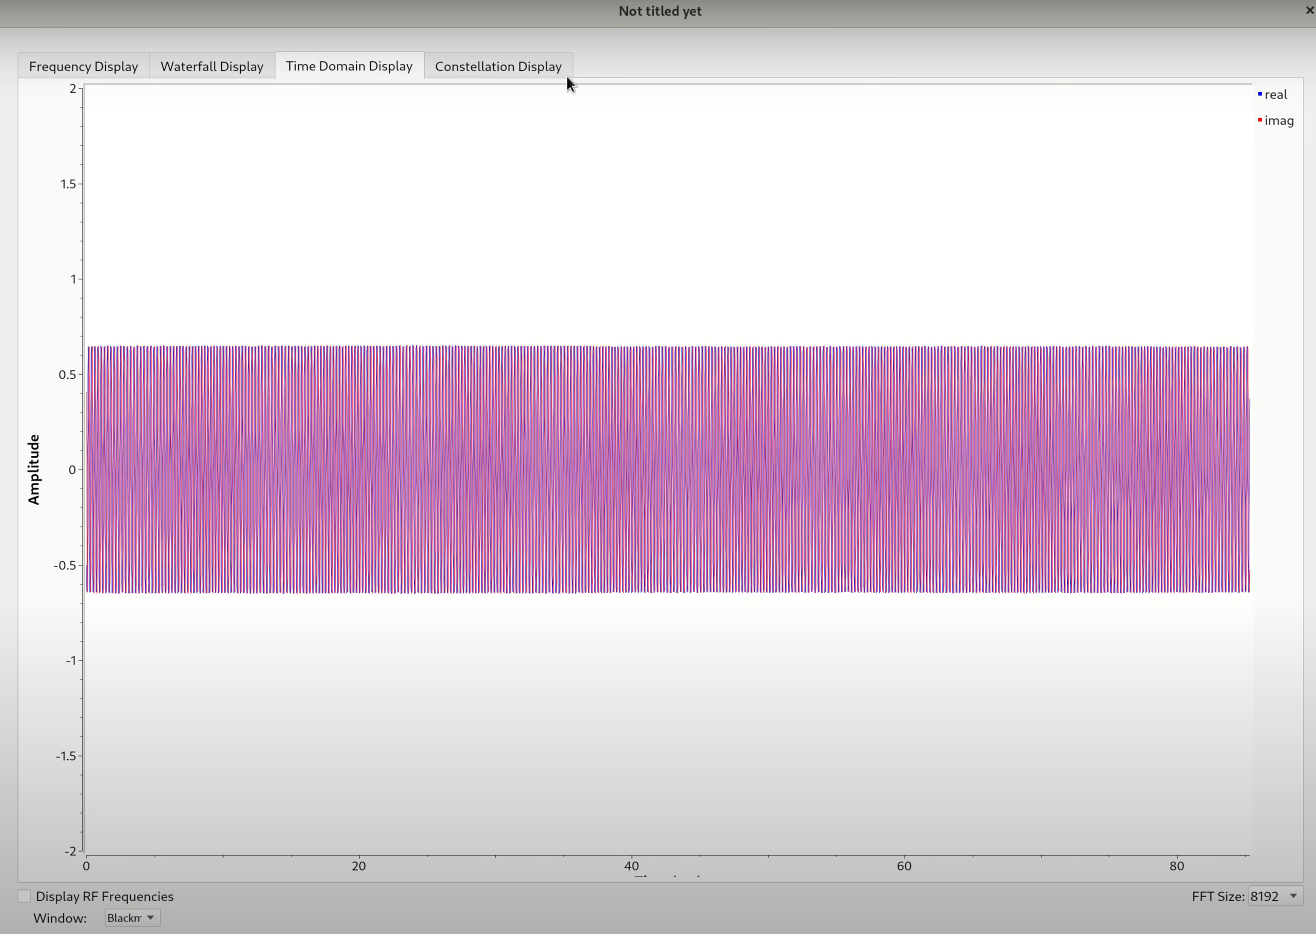 Not titled yet
×
Frequency Display Waterfall Display Time Domain Display Constellation Display
2
1.5
1
0.5
0
-0.5
-1
-1.5
-2
Amplitude
real
imag
0 20 40 60 80
Display RF Frequencies
FFT Size: 8192
Window: Blackr